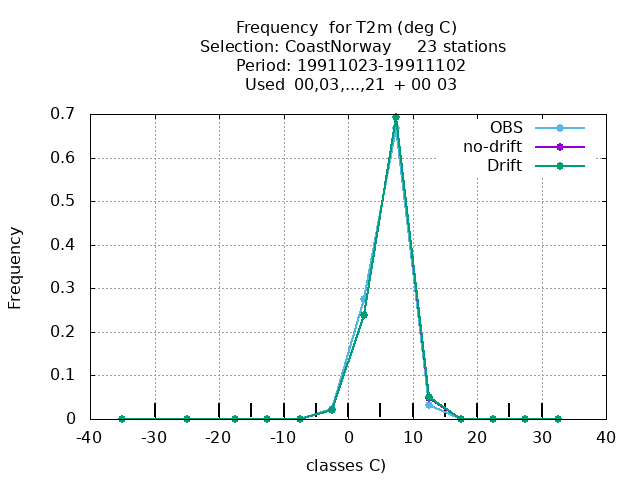 Frequency  for T2m (deg C)
Selection: CoastNorway     23 stations
Period: 19911023-19911102
Used  00,03,...,21  + 00 03
OBS
no-drift
Drift
Frequency
0.7
0.6
0.5
0.4
0.3
0.2
0.1
0
-40 -30 -20 -10 0 10 20 30 40
classes C)